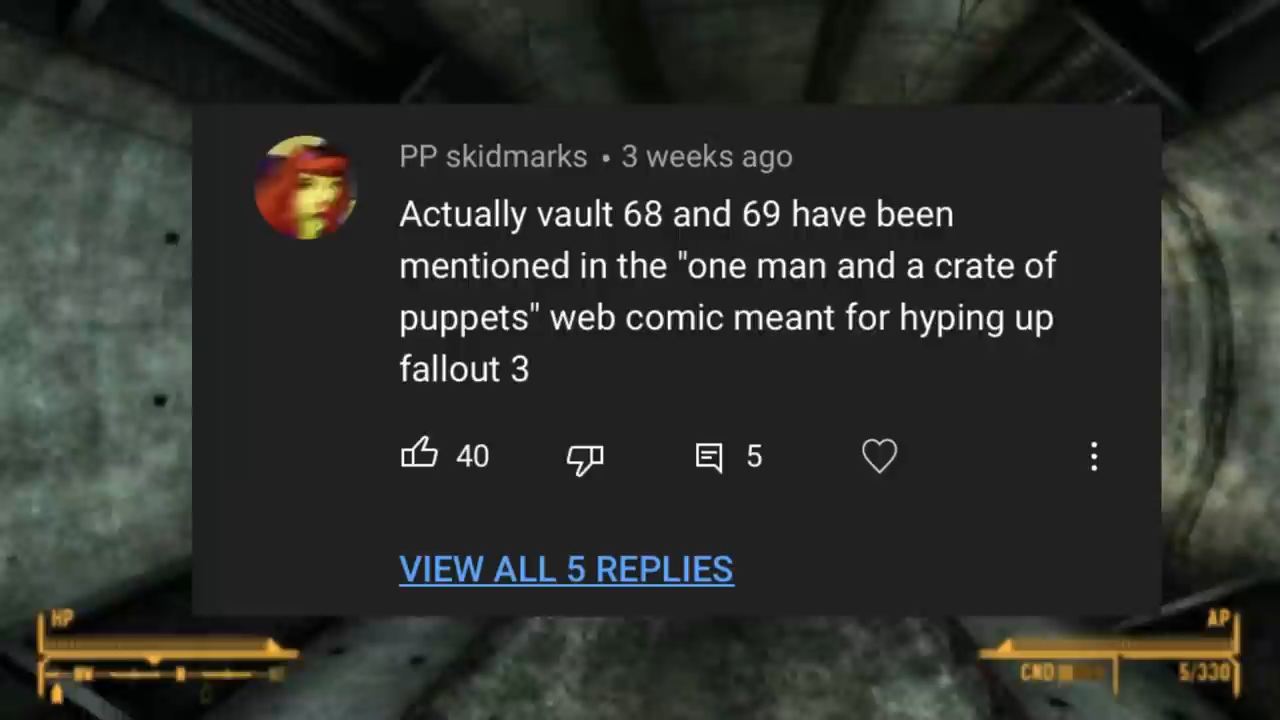 PP skidmarks • 3 weeks ago
Actually vault 68 and 69 have been
mentioned in the "one man and a crate of
puppets" web comic meant for hyping up
fallout 3
40
5
VIEW ALL 5 REPLIES
HP
AP
CND
5/330